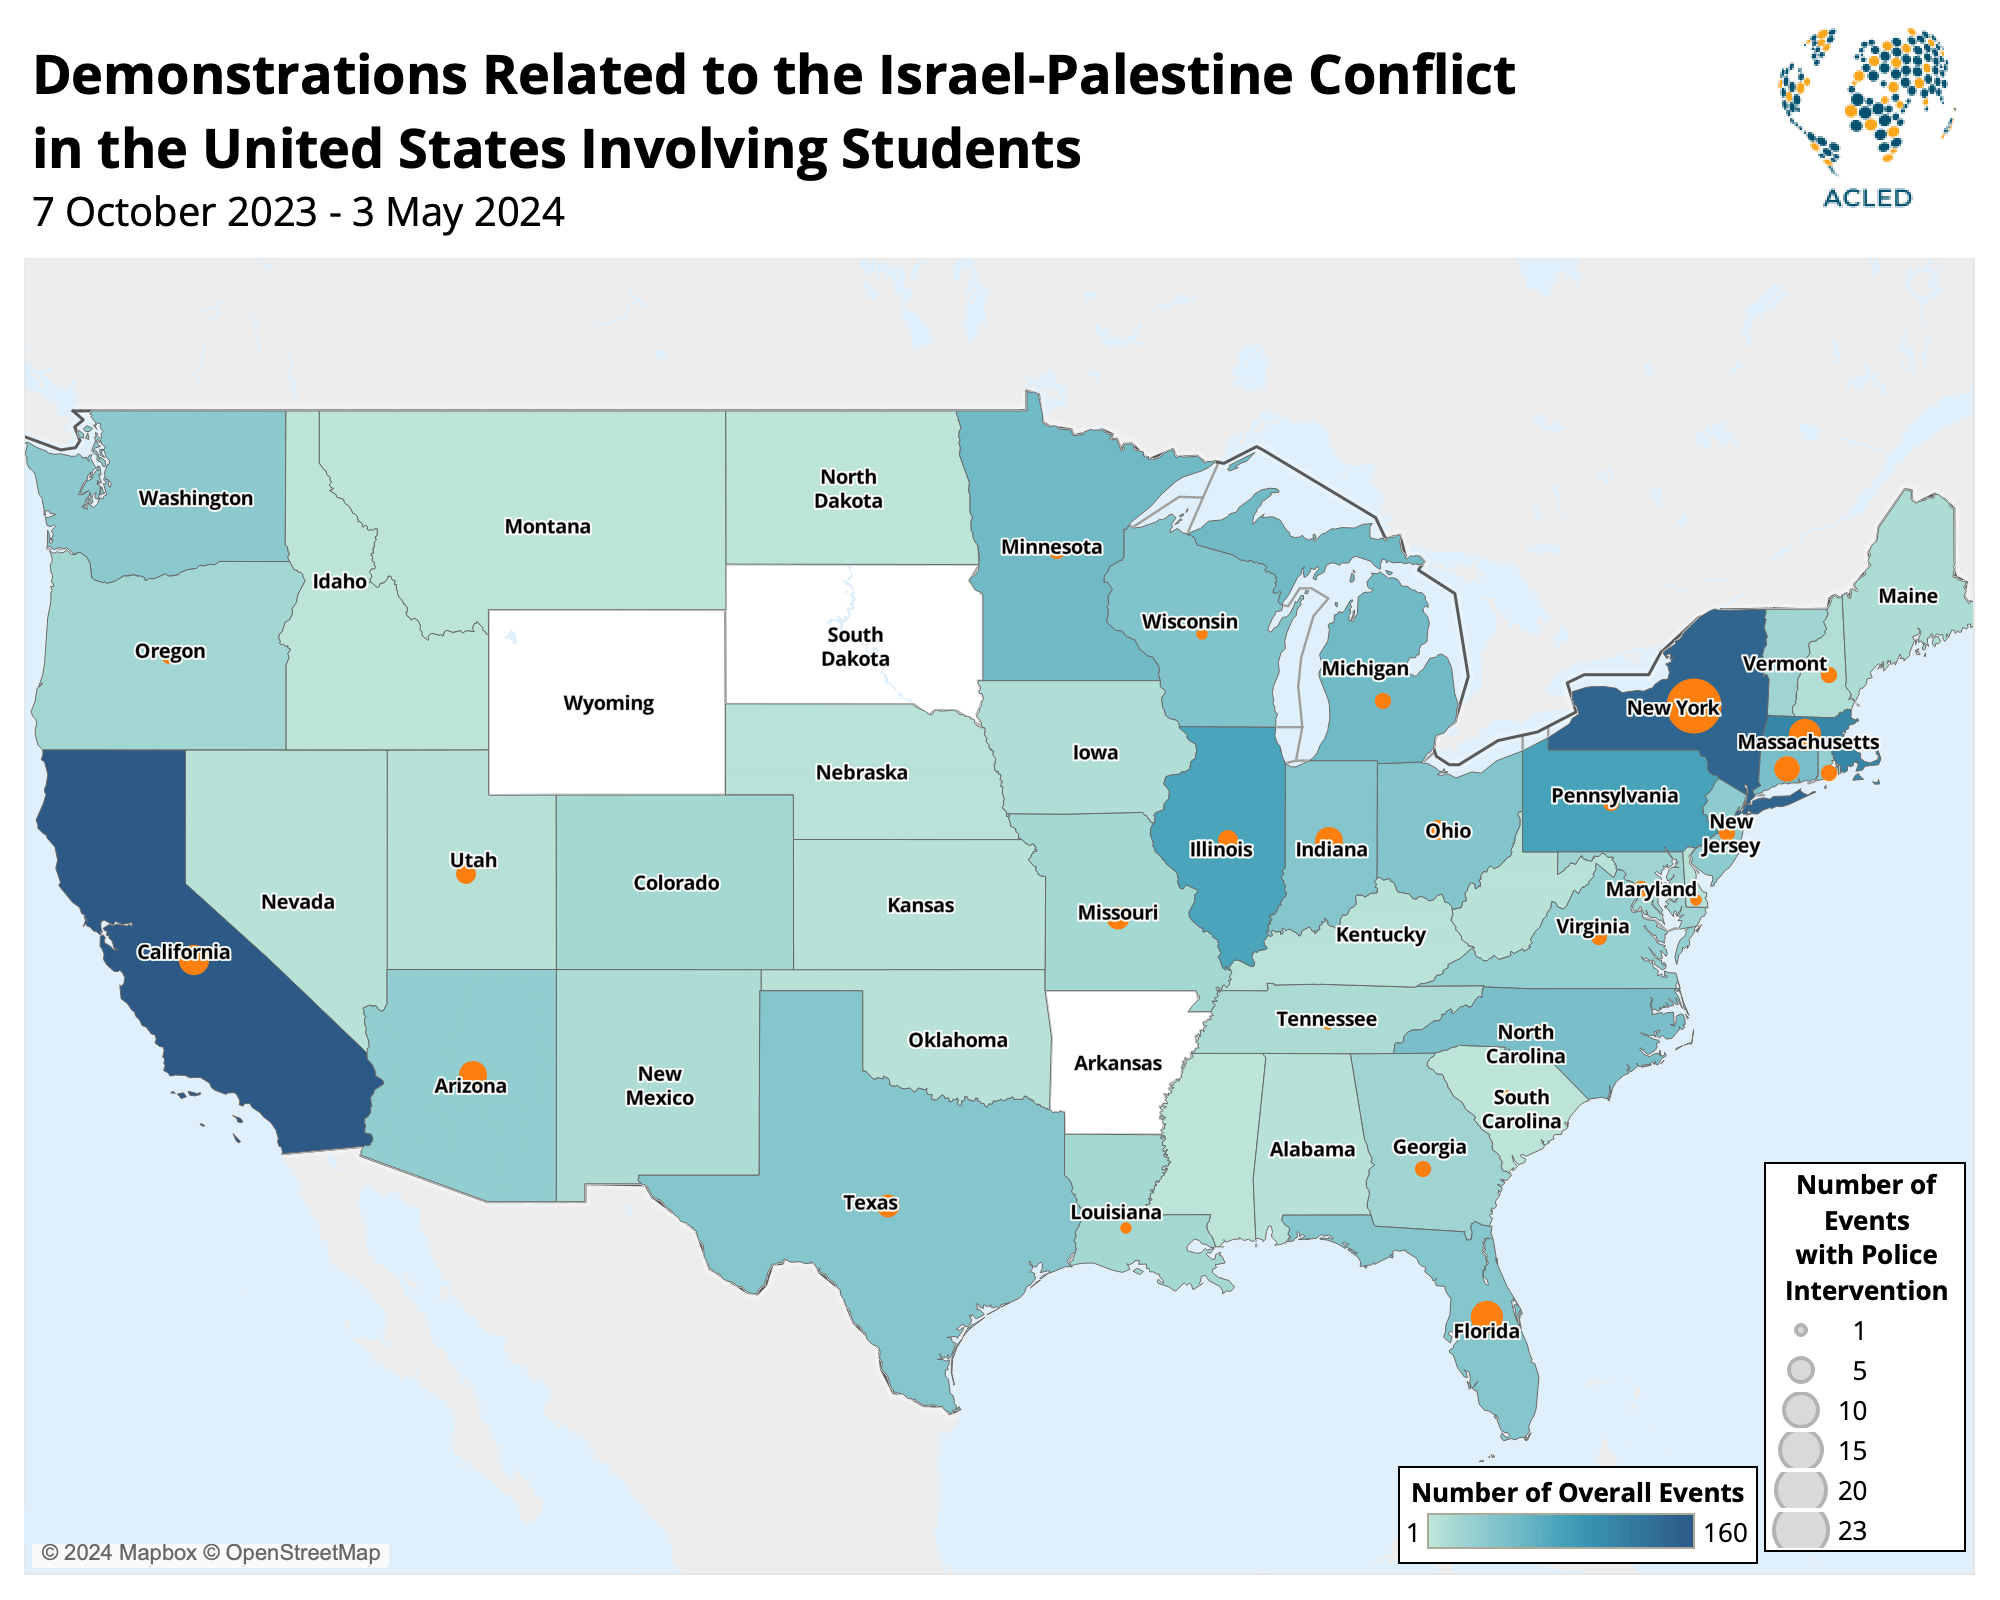 Demonstrations Related to the Israel-Palestine Conflict
in the United States Involving Students
7 October 2023 - 3 May 2024
ACLED
Washington
Montana
North
Dakota
Minnesota
Idaho
Oregon
Wyoming
South
Dakota
Wisconsin
Michigan
Maine
Vermont
New York
Massachusetts
Iowa
Nebraska
Pennsylvania
New
Jersey
Utah
Nevada
Colorado
Kansas
Missouri
Illinois
Indiana
Ohio
Maryland
Virginia
Kentucky
California
Arizona
New
Mexico
Oklahoma
Arkansas
Tennessee
North
Carolina
South
Carolina
Alabama
Georgia
Texas
Louisiana
Florida
Number of
Events
with Police
Intervention
1
5
10
15
20
23
Number of Overall Events
1 160
© 2024 Mapbox © OpenStreetMap